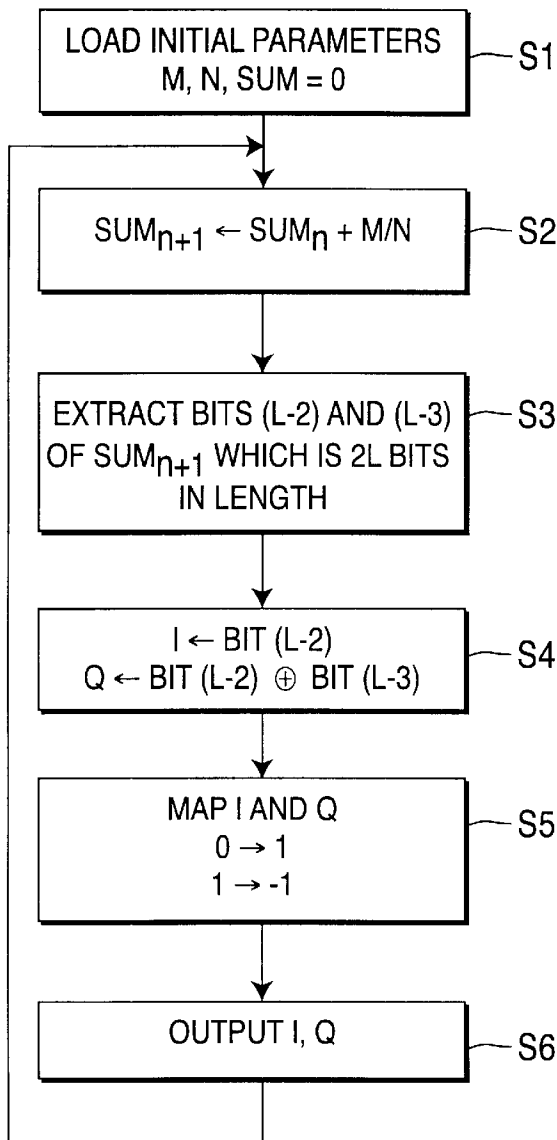 LOAD INITIAL PARAMETERS
M, N, SUM = 0
S1
SUMn+1 ← SUMn + M/N
S2
EXTRACT BITS (L-2) AND (L-3)
OF SUMn+1 WHICH IS 2L BITS
IN LENGTH
S3
I ← BIT (L-2)
Q ← BIT (L-2) ⊕ BIT (L-3)
S4
MAP I AND Q
0 → 1
1 → -1
S5
OUTPUT I, Q
S6